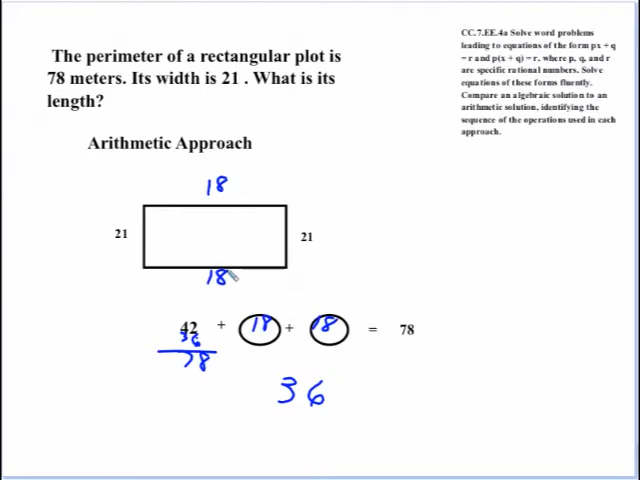 CC.7.EE.4a Solve word problems
leading to equations of the form px + q
= r and p(x + q) = r, where p, q, and r
are specific rational numbers. Solve
equations of these forms fluently.
Compare an algebraic solution to an
arithmetic solution, identifying the
sequence of the operations used in each
approach.
The perimeter of a rectangular plot is
78 meters. Its width is 21 . What is its
length?
Arithmetic Approach
18
21 21
18
42 + 18 + 18 = 78
36
78
36